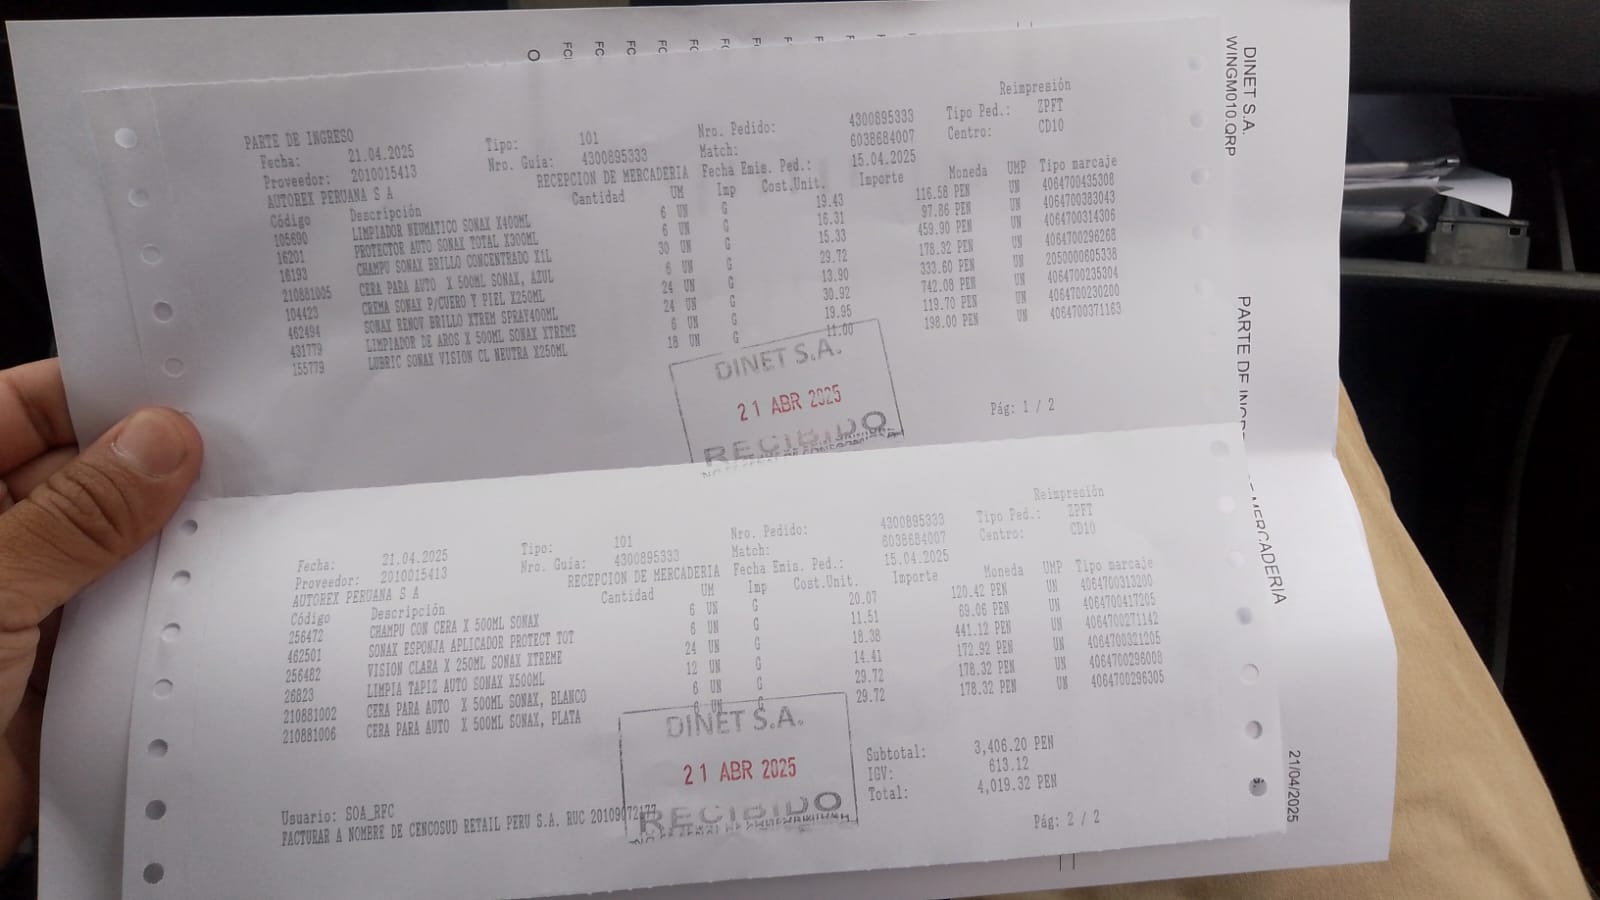 Reimpresión
PARTE DE INGRESO
Fecha: 21.04.2025 Tipo: 101 Nro. Pedido: 4300895333 Tipo Ped.: ZPFT
Proveedor: 2010015413 Nro. Guía: 4300895333 Match: 6038684007 Centro: CD10
AUTOREX PERUANA S A RECEPCION DE MERCADERIA Fecha Emis. Ped.: 15.04.2025
Código Descripción Cantidad UM Imp Cost.Unit. Importe Moneda UMP Tipo marcaje
105690 LIMPIADOR NEUMATICO SONAX X400ML 6 UN G 19.43 116.58 PEN UN 4064700435308
16201 PROTECTOR AUTO SONAX TOTAL X300ML 6 UN G 16.31 97.86 PEN UN 4064700383043
16193 CHAMPU SONAX BRILLO CONCENTRADO X1L 30 UN G 15.33 459.90 PEN UN 4064700314306
210881005 CERA PARA AUTO X 500ML SONAX, AZUL 6 UN G 29.72 178.32 PEN UN 4064700296268
104423 CREMA SONAX P/CUERO Y PIEL X250ML 24 UN G 13.90 333.60 PEN UN 2050000605338
462494 SONAX RENOV BRILLO XTREM SPRAY400ML 24 UN G 30.92 742.08 PEN UN 4064700235304
431779 LIMPIADOR DE AROS X 500ML SONAX XTREME 6 UN G 19.95 119.70 PEN UN 4064700230200
155779 LUBRIC SONAX VISION CL NEUTRA X250ML 18 UN G 11.00 198.00 PEN UN 4064700371163
DINET S.A.
21 ABR 2025
RECIBIDO
Pág: 1 / 2
Reimpresión
Fecha: 21.04.2025 Tipo: 101 Nro. Pedido: 4300895333 Tipo Ped.: ZPFT
Proveedor: 2010015413 Nro. Guía: 4300895333 Match: 6038684007 Centro: CD10
AUTOREX PERUANA S A RECEPCION DE MERCADERIA Fecha Emis. Ped.: 15.04.2025
Código Descripción Cantidad UM Imp Cost.Unit. Importe Moneda UMP Tipo marcaje
256472 CHAMPU CON CERA X 500ML SONAX 6 UN G 20.07 120.42 PEN UN 4064700313200
462501 SONAX ESPONJA APLICADOR PROTECT TOT 6 UN G 11.51 69.06 PEN UN 4064700417205
256482 VISION CLARA X 250ML SONAX XTREME 24 UN G 18.38 441.12 PEN UN 4064700271142
26823 LIMPIA TAPIZ AUTO SONAX X500ML 12 UN G 14.41 172.92 PEN UN 4064700321205
210881002 CERA PARA AUTO X 500ML SONAX, BLANCO 6 UN G 29.72 178.32 PEN UN 4064700296008
210881006 CERA PARA AUTO X 500ML SONAX, PLATA 6 UN G 29.72 178.32 PEN UN 4064700296305
DINET S.A.
21 ABR 2025
RECIBIDO
Subtotal: 3,406.20 PEN
IGV: 613.12
Total: 4,019.32 PEN
Usuario: SOA_RFC
FACTURAR A NOMBRE DE CENCOSUD RETAIL PERU S.A. RUC 20109072177
Pág: 2 / 2
DINET S.A.
WINGM010.QRP
PARTE DE MERCADERIA
21/04/2025